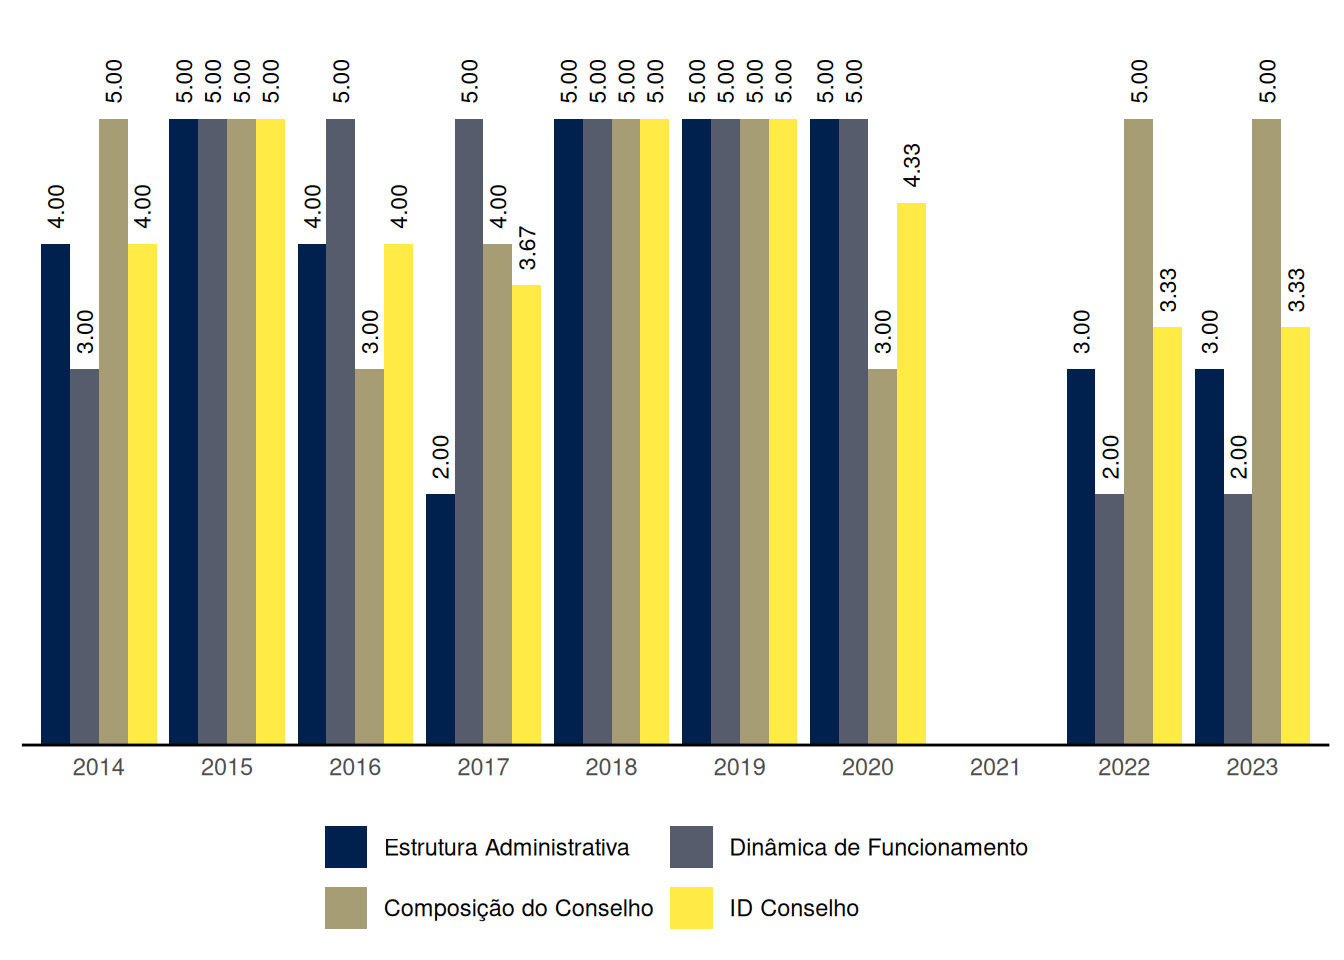 4.00 3.00 5.00 4.00 5.00 5.00 5.00 5.00 4.00 5.00 3.00 4.00 2.00 5.00 4.00 3.67 5.00 5.00 5.00 5.00 5.00 5.00 5.00 5.00 5.00 5.00 3.00 4.33 3.00 2.00 5.00 3.33 3.00 2.00 5.00 3.33
2014 2015 2016 2017 2018 2019 2020 2021 2022 2023
Estrutura Administrativa Dinâmica de Funcionamento
Composição do Conselho ID Conselho